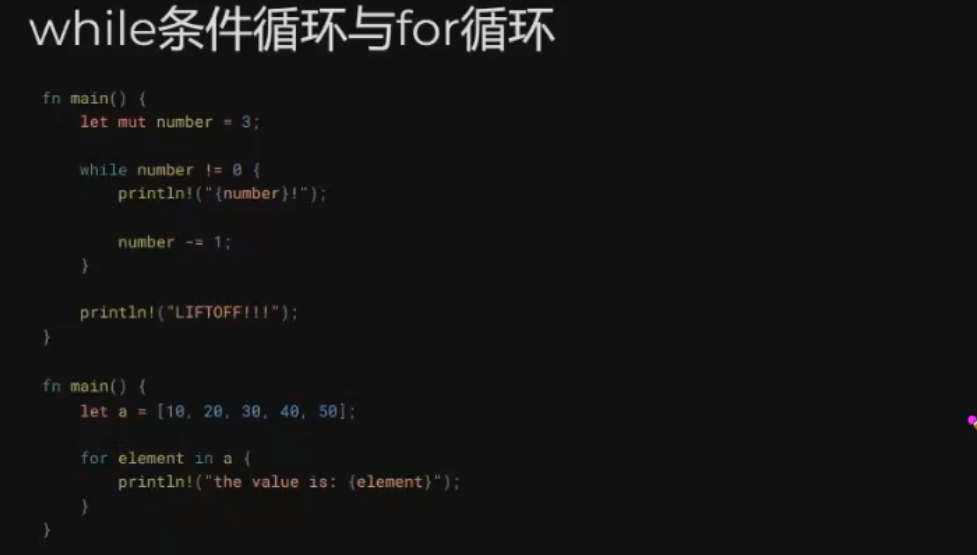 while条件循环与for循环
fn main() {
    let mut number = 3;
    while number != 0 {
        println!("{number}!");
        number -= 1;
    }
    println!("LIFTOFF!!!");
}
fn main() {
    let a = [10, 20, 30, 40, 50];
    for element in a {
        println!("the value is: {element}");
    }
}